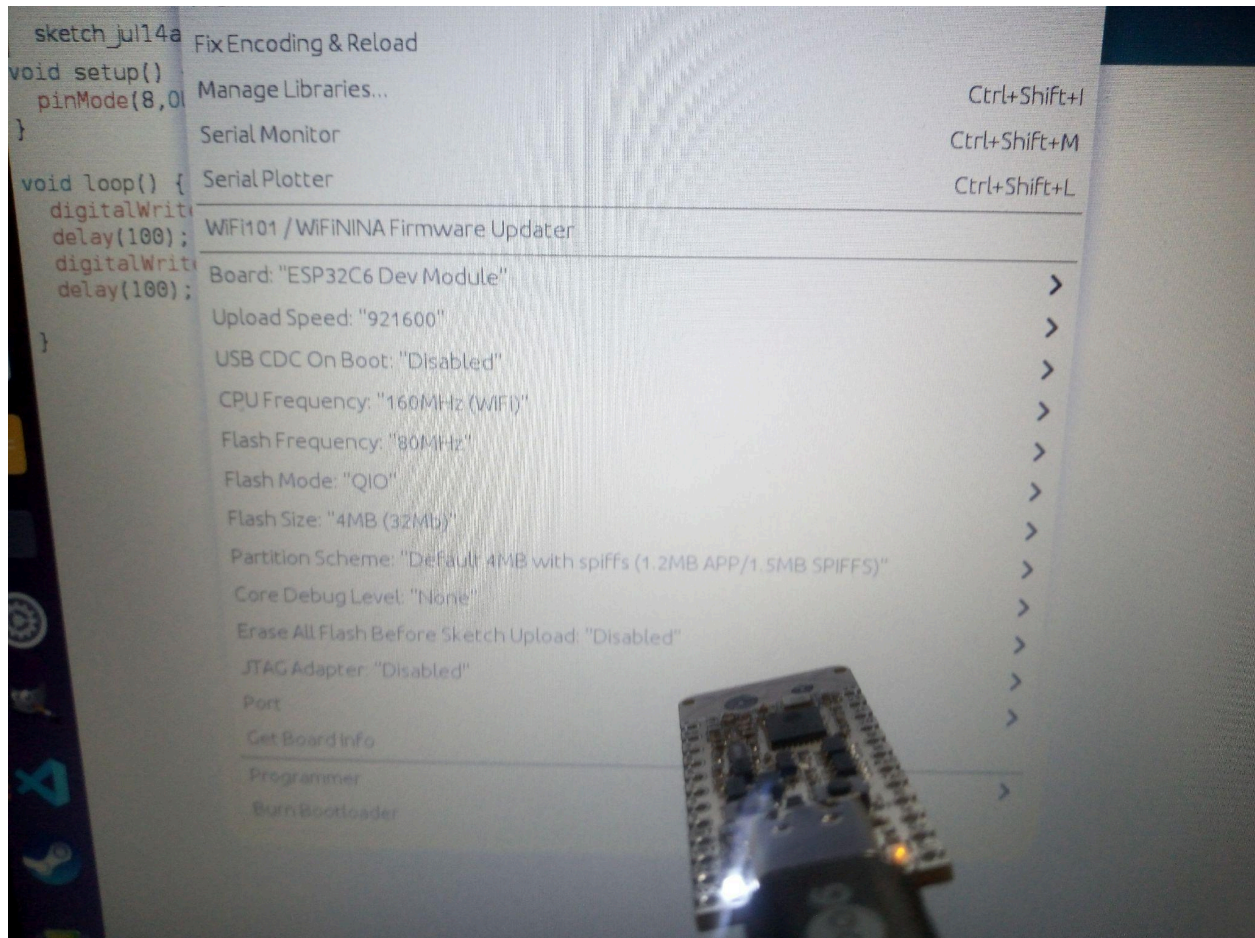 sketch_jul14a
void setup()
pinMode(8,OU
}
void loop() {
digitalWrite
delay(100);
digitalWrite
delay(100);
}
Fix Encoding & Reload
Manage Libraries... Ctrl+Shift+I
Serial Monitor Ctrl+Shift+M
Serial Plotter Ctrl+Shift+L
WiFi101 / WiFiNINA Firmware Updater
Board: "ESP32C6 Dev Module"
Upload Speed: "921600"
USB CDC On Boot: "Disabled"
CPU Frequency: "160MHz (WiFi)"
Flash Frequency: "80MHz"
Flash Mode: "QIO"
Flash Size: "4MB (32Mb)"
Partition Scheme: "Default 4MB with spiffs (1.2MB APP/1.5MB SPIFFS)"
Core Debug Level: "None"
Erase All Flash Before Sketch Upload: "Disabled"
JTAG Adapter: "Disabled"
Port
Get Board Info
Programmer
Burn Bootloader